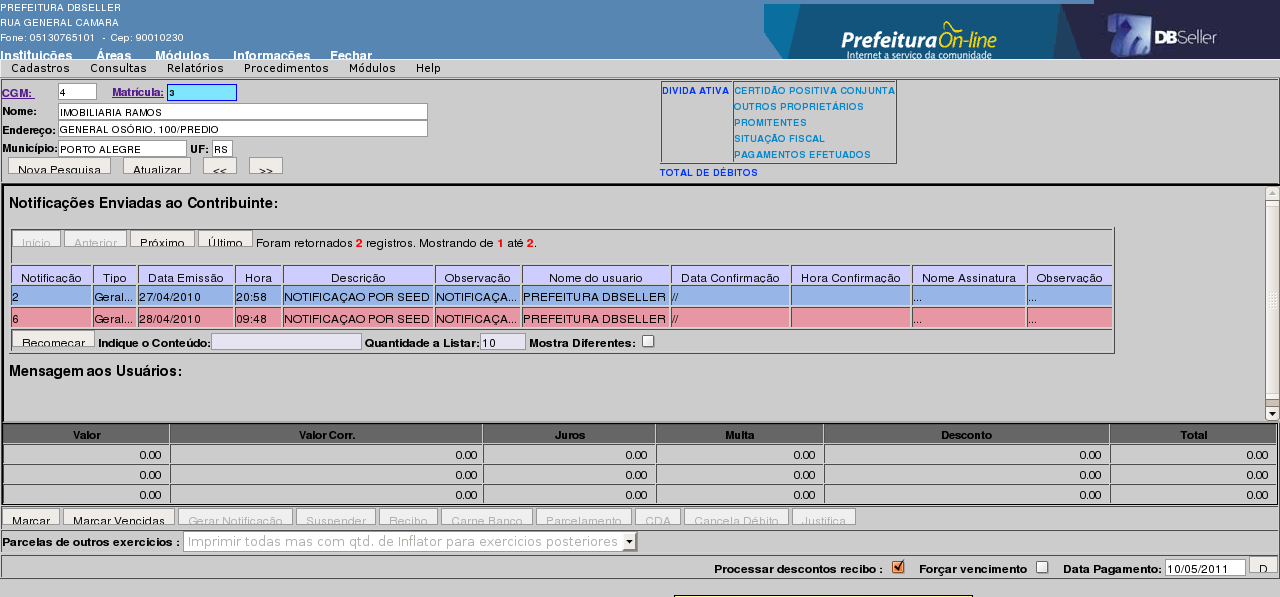 PREFEITURA DBSELLER
RUA GENERAL CAMARA
Fone: 05130765101 - Cep: 90010230
Instituições Áreas Módulos Informações Fechar
Prefeitura On-line
Internet a serviço da comunidade
DBSeller
Cadastros Consultas Relatórios Procedimentos Módulos Help
CGM: 4 Matrícula: 3
Nome: IMOBILIARIA RAMOS
Endereço: GENERAL OSÓRIO, 100/PREDIO
Município: PORTO ALEGRE UF: RS
Nova Pesquisa Atualizar << >>
DIVIDA ATIVA CERTIDÃO POSITIVA CONJUNTA
OUTROS PROPRIETÁRIOS
PROMITENTES
SITUAÇÃO FISCAL
PAGAMENTOS EFETUADOS
TOTAL DE DÉBITOS
Notificações Enviadas ao Contribuinte:
Início Anterior Próximo Último Foram retornados 2 registros. Mostrando de 1 até 2.
Notificação Tipo Data Emissão Hora Descrição Observação Nome do usuario Data Confirmação Hora Confirmação Nome Assinatura Observação
2 Geral... 27/04/2010 20:58 NOTIFICAÇAO POR SEED NOTIFICAÇA... PREFEITURA DBSELLER // ... ...
6 Geral... 28/04/2010 09:48 NOTIFICAÇAO POR SEED NOTIFICAÇA... PREFEITURA DBSELLER // ... ...
Recomeçar Indique o Conteúdo: Quantidade a Listar: 10 Mostra Diferentes:
Mensagem aos Usuários:
Valor Valor Corr. Juros Multa Desconto Total
0.00 0.00 0.00 0.00 0.00 0.00
0.00 0.00 0.00 0.00 0.00 0.00
0.00 0.00 0.00 0.00 0.00 0.00
Marcar Marcar Vencidas Gerar Notificação Suspender Recibo Carne Banco Parcelamento CDA Cancela Débito Justifica
Parcelas de outros exercicios : Imprimir todas mas com qtd. de Inflator para exercicios posteriores
Processar descontos recibo : Forçar vencimento Data Pagamento: 10/05/2011 D